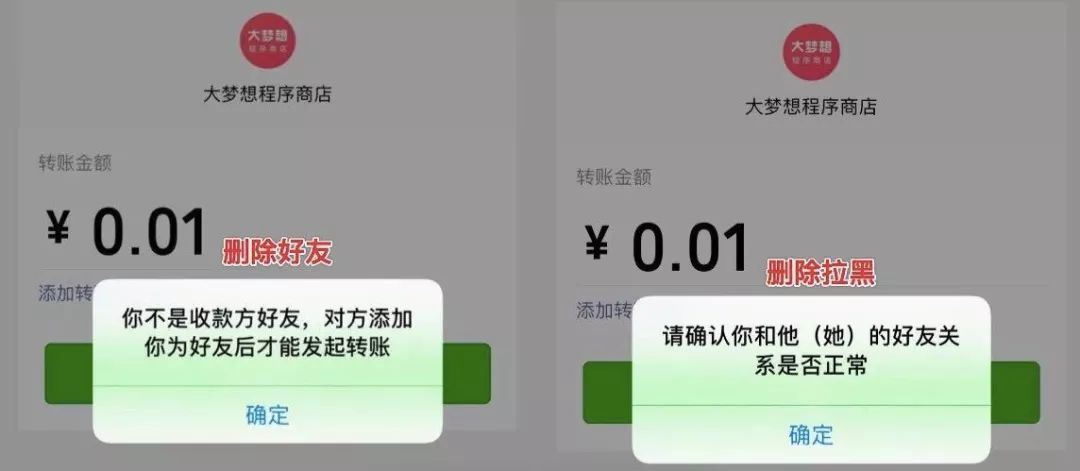 大梦想
程序商店
大梦想程序商店
转账金额
¥ 0.01
删除好友
添加转
你不是收款方好友，对方添加
你为好友后才能发起转账
确定
大梦想
程序商店
大梦想程序商店
转账金额
¥ 0.01
删除拉黑
添加转
请确认你和他（她）的好友关
系是否正常
确定